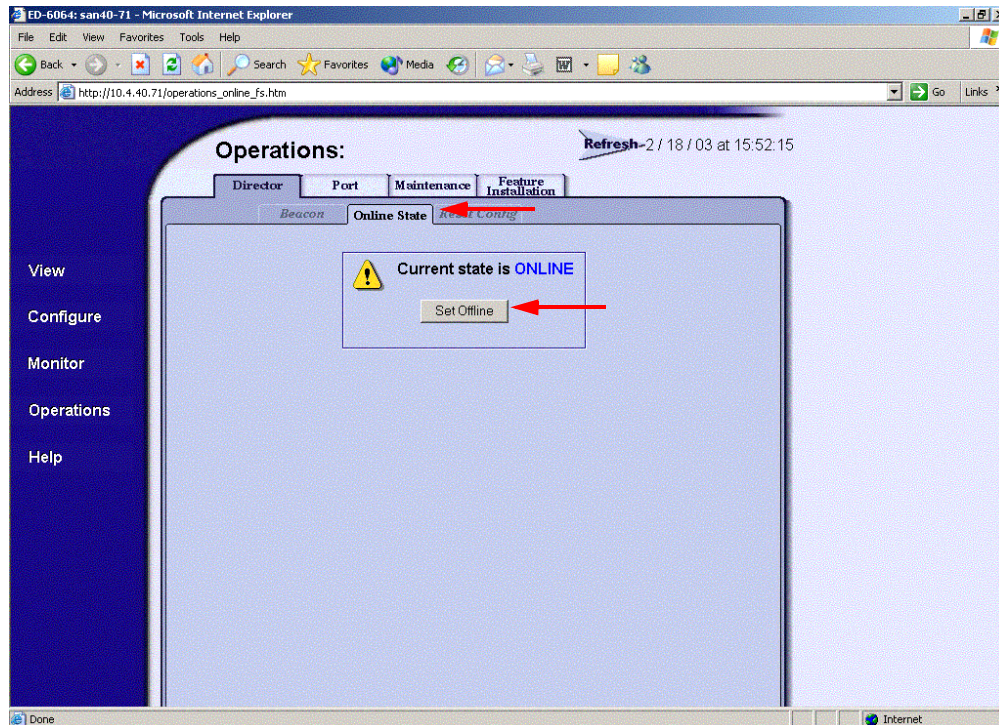 ED-6064: san40-71 - Microsoft Internet Explorer
File Edit View Favorites Tools Help
Back Search Favorites Media
Address http://10.4.40.71/operations_online_fs.htm Go Links
Operations:
Refresh-2 / 18 / 03 at 15:52:15
Director Port Maintenance Feature Installation
Beacon Online State Reset Config
View
Configure
Monitor
Operations
Help
Current state is ONLINE
Set Offline
Done Internet